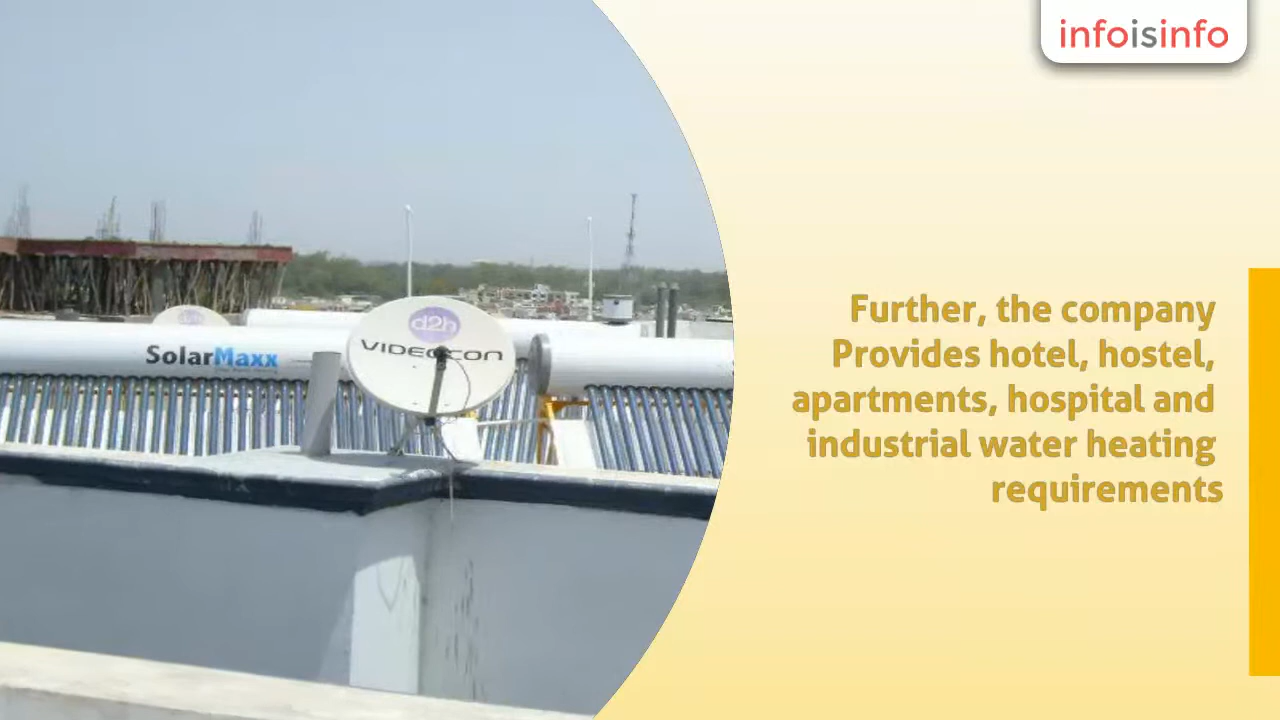 infoisinfo
d2h
VIDEOCON
SolarMaxx
Further, the company
Provides hotel, hostel,
apartments, hospital and
industrial water heating
requirements